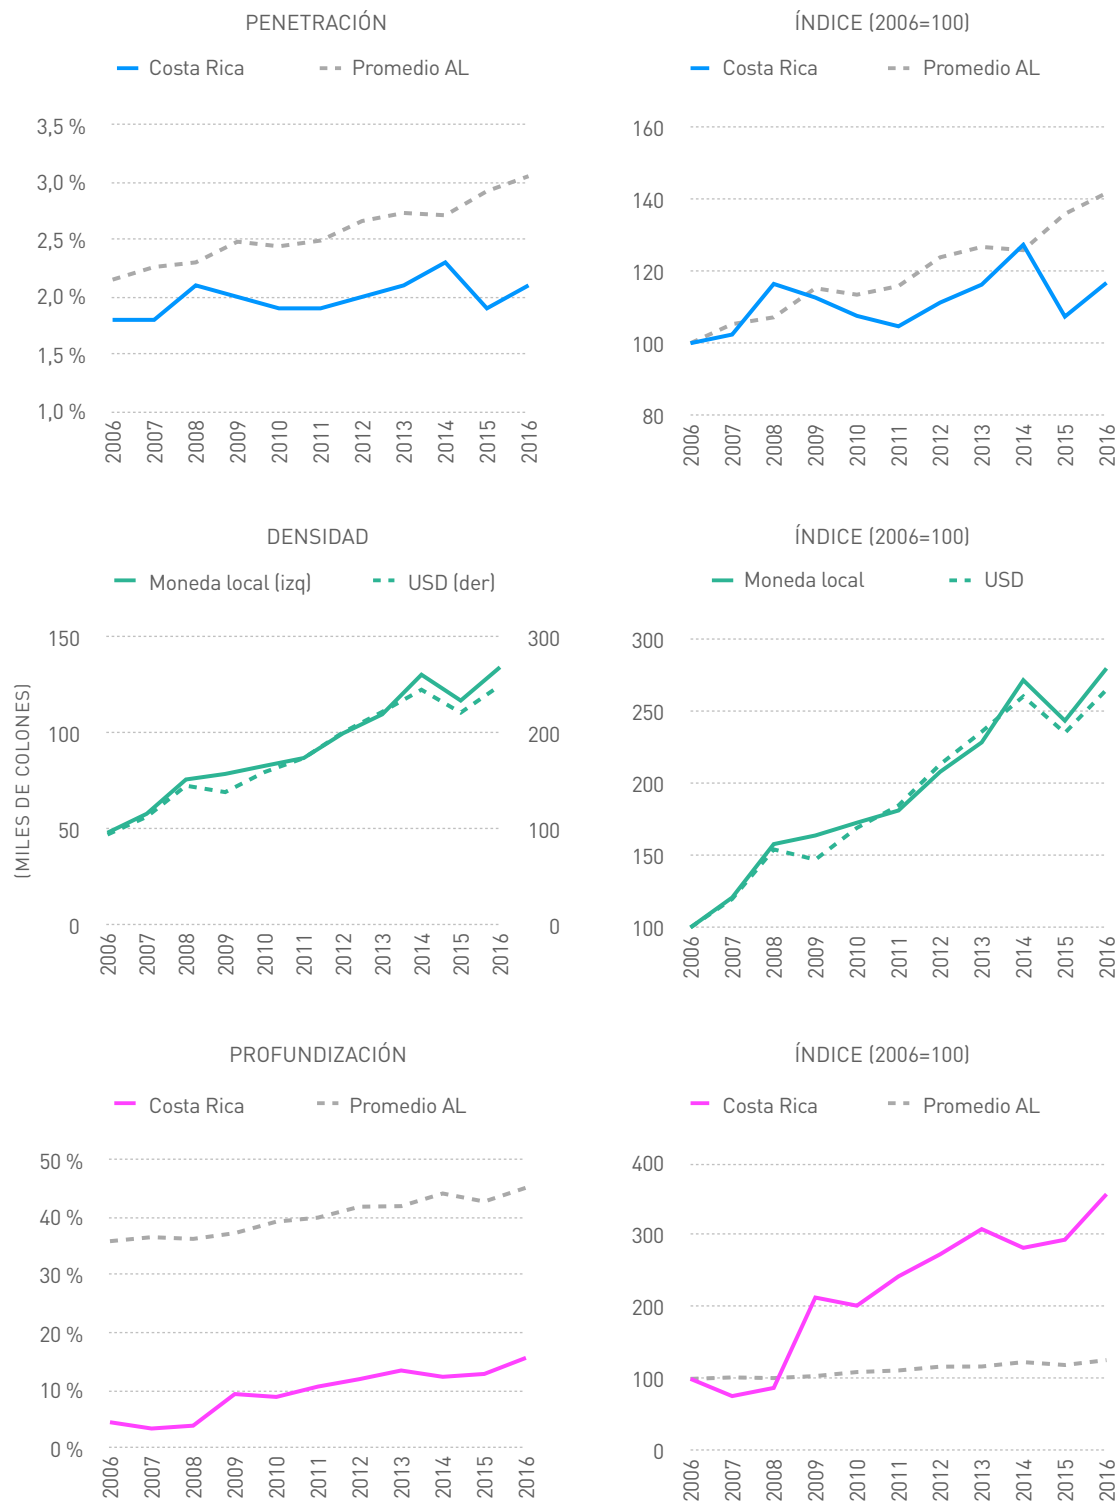 PENETRACIÓN
Costa Rica Promedio AL
3,5 %
3,0 %
2,5 %
2,0 %
1,5 %
1,0 %
2006 2007 2008 2009 2010 2011 2012 2013 2014 2015 2016
ÍNDICE (2006=100)
Costa Rica Promedio AL
160
140
120
100
80
2006 2007 2008 2009 2010 2011 2012 2013 2014 2015 2016
DENSIDAD
Moneda local (izq) USD (der)
(MILES DE COLONES)
150 300
100 200
50 100
0 0
2006 2007 2008 2009 2010 2011 2012 2013 2014 2015 2016
ÍNDICE (2006=100)
Moneda local USD
300
250
200
150
100
2006 2007 2008 2009 2010 2011 2012 2013 2014 2015 2016
PROFUNDIZACIÓN
Costa Rica Promedio AL
50 %
40 %
30 %
20 %
10 %
0 %
2006 2007 2008 2009 2010 2011 2012 2013 2014 2015 2016
ÍNDICE (2006=100)
Costa Rica Promedio AL
400
300
200
100
0
2006 2007 2008 2009 2010 2011 2012 2013 2014 2015 2016